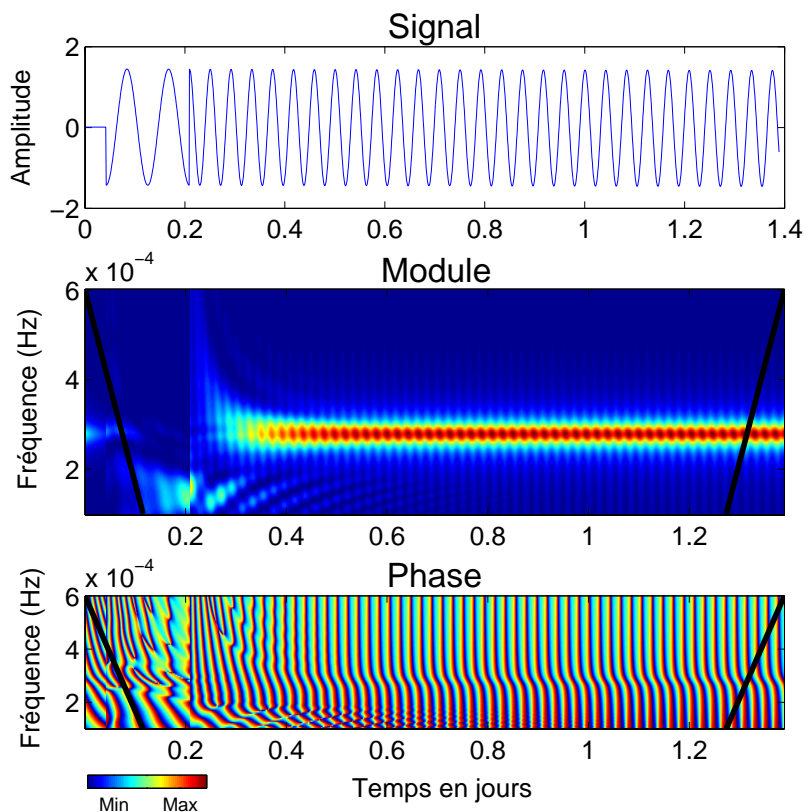 Signal
Amplitude
2
0
−2
0 0.2 0.4 0.6 0.8 1 1.2 1.4
x 10⁻⁴
Module
Fréquence (Hz)
6
4
2
0.2 0.4 0.6 0.8 1 1.2
x 10⁻⁴
Phase
Fréquence (Hz)
6
4
2
0.2 0.4 0.6 0.8 1 1.2
Temps en jours
Min Max